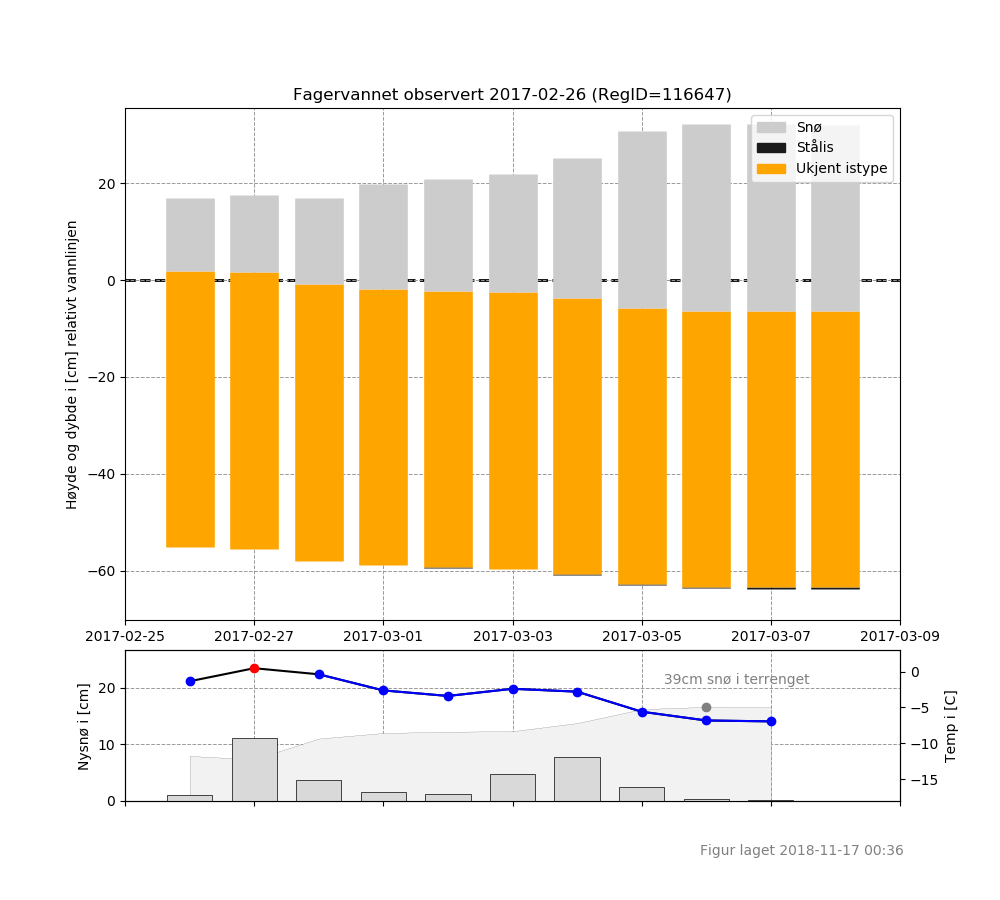 Fagervannet observert 2017-02-26 (RegID=116647)
Snø
Stålis
Ukjent istype
Høyde og dybde i [cm] relativt vannlinjen
20
0
−20
−40
−60
2017-02-25 2017-02-27 2017-03-01 2017-03-03 2017-03-05 2017-03-07 2017-03-09
39cm snø i terrenget
Nysnø i [cm]
20
10
0
0
−5
−10
−15
Temp i [C]
Figur laget 2018-11-17 00:36